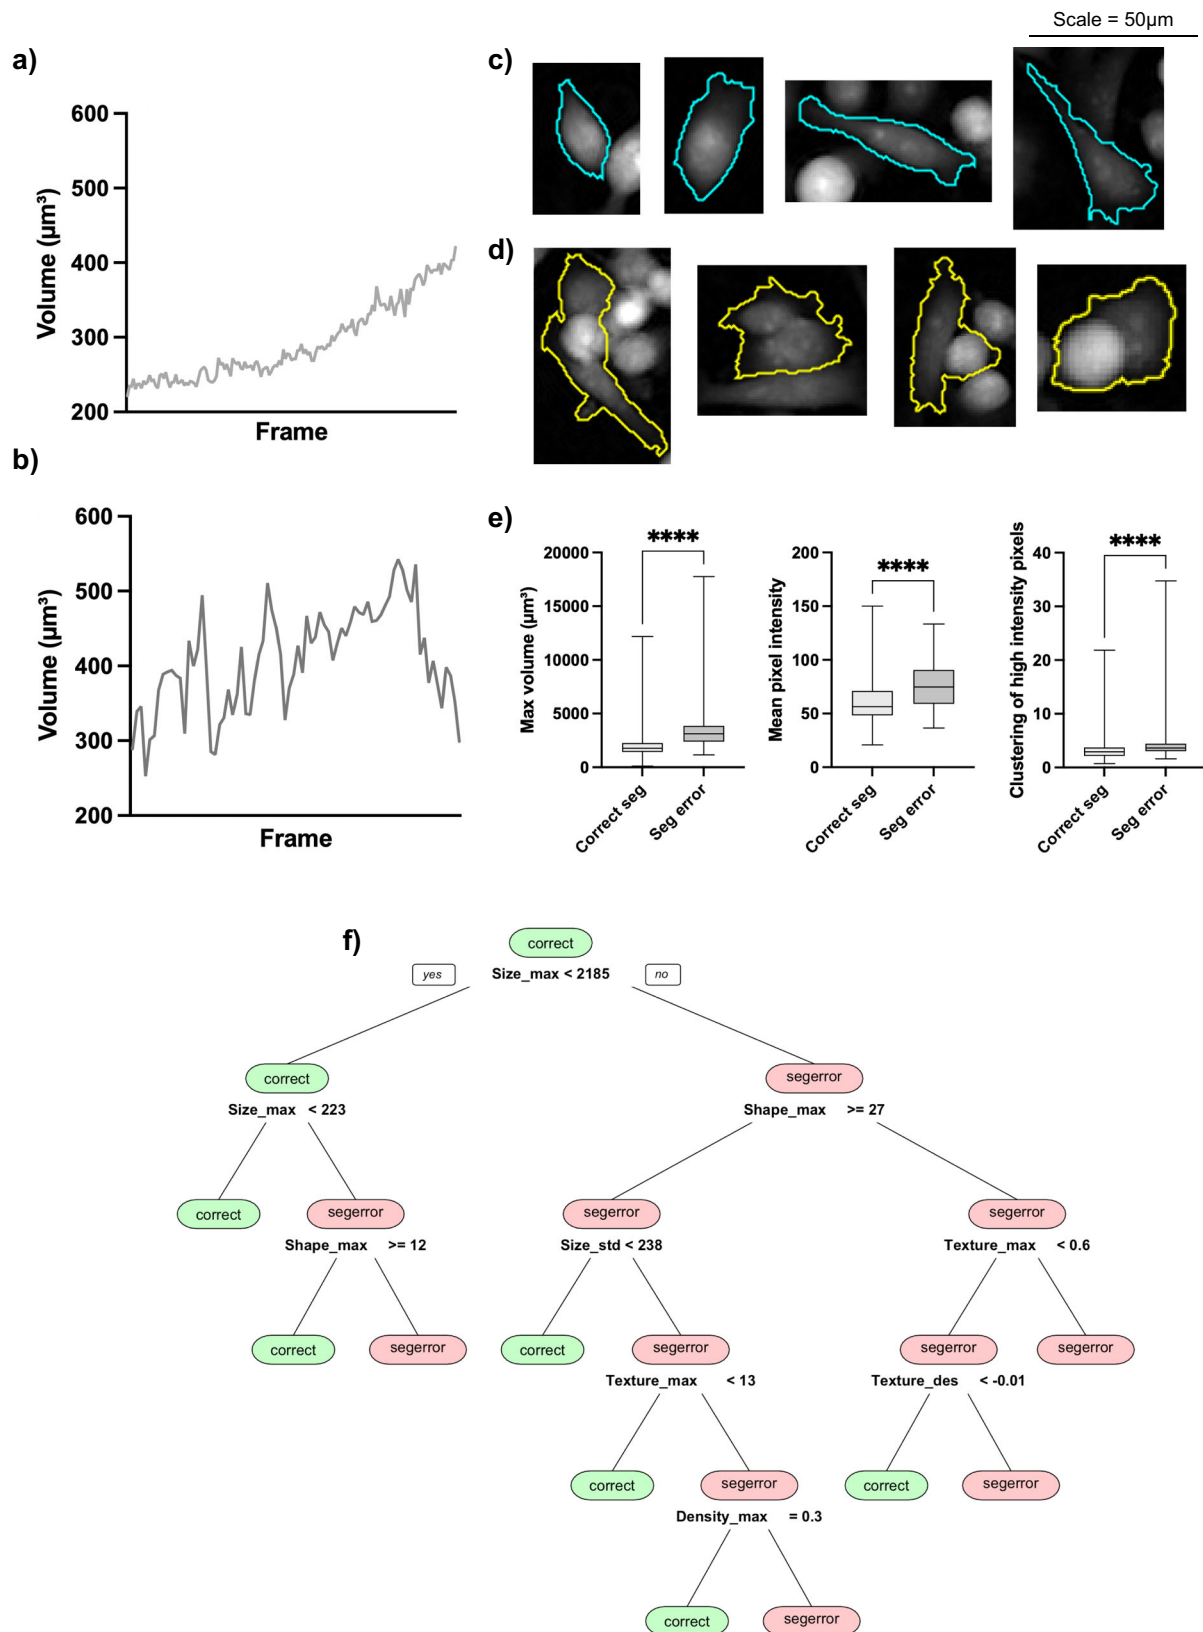 Scale = 50µm
a)
600
500
400
300
200
Volume (µm³)
Frame
b)
600
500
400
300
200
Volume (µm³)
Frame
c)
d)
e)
****
20000
15000
10000
5000
0
Max volume (µm³)
Correct seg
Seg error
****
200
150
100
50
0
Mean pixel intensity
Correct seg
Seg error
****
40
30
20
10
0
Clustering of high intensity pixels
Correct seg
Seg error
f)
correct
yes
Size_max < 2185
no
correct
segerror
Size_max < 223
Shape_max >= 27
correct
segerror
segerror
segerror
Shape_max >= 12
Size_std < 238
Texture_max < 0.6
correct
segerror
correct
segerror
segerror
segerror
Texture_max < 13
Texture_des < -0.01
correct
segerror
correct
segerror
Density_max = 0.3
correct
segerror